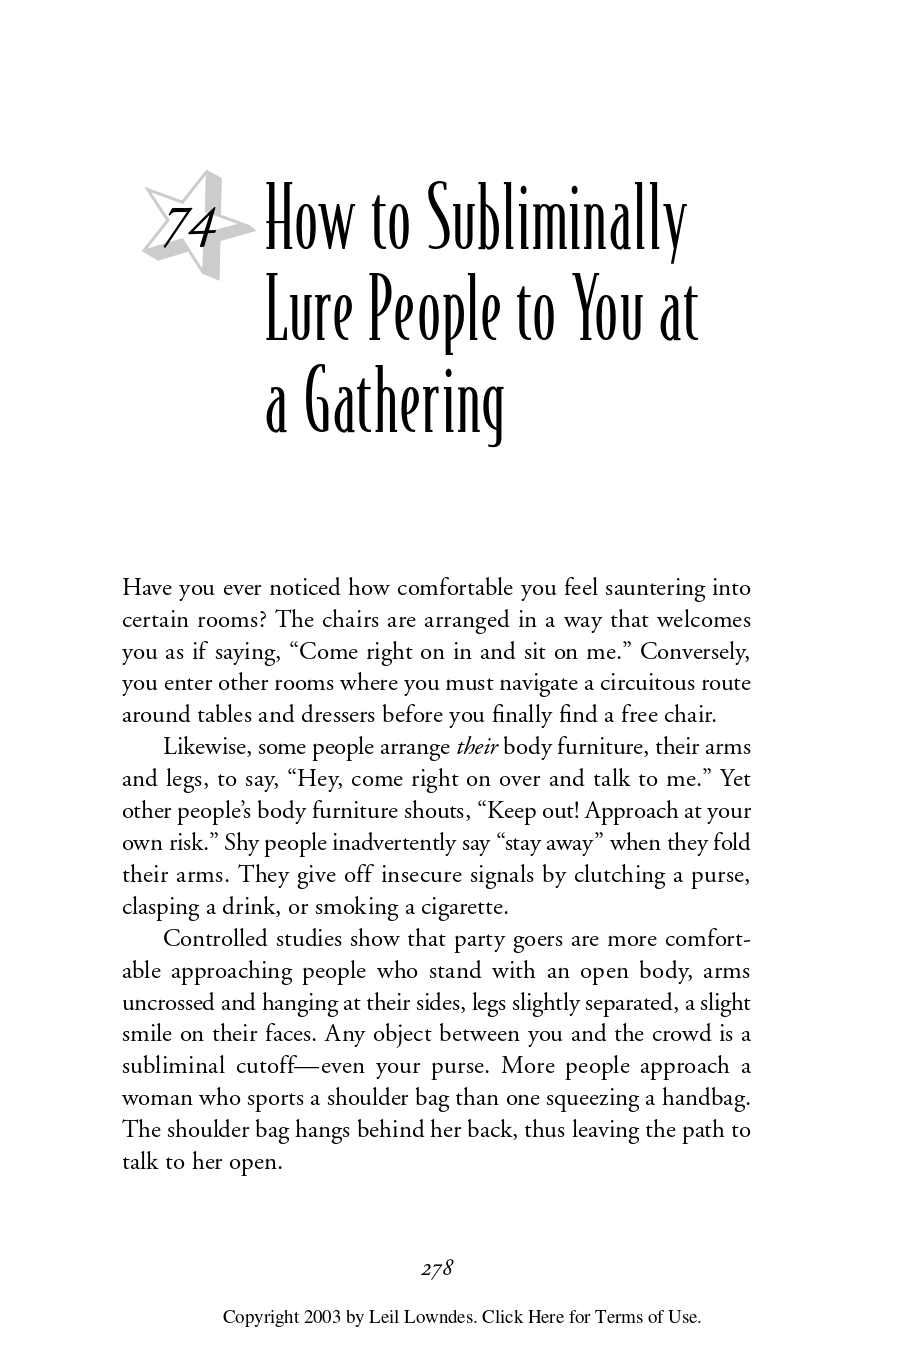 74
How to Subliminally
Lure People to You at
a Gathering
Have you ever noticed how comfortable you feel sauntering into
certain rooms? The chairs are arranged in a way that welcomes
you as if saying, “Come right on in and sit on me.” Conversely,
you enter other rooms where you must navigate a circuitous route
around tables and dressers before you finally find a free chair.
Likewise, some people arrange their body furniture, their arms
and legs, to say, “Hey, come right on over and talk to me.” Yet
other people’s body furniture shouts, “Keep out! Approach at your
own risk.” Shy people inadvertently say “stay away” when they fold
their arms. They give off insecure signals by clutching a purse,
clasping a drink, or smoking a cigarette.
Controlled studies show that party goers are more comfort-
able approaching people who stand with an open body, arms
uncrossed and hanging at their sides, legs slightly separated, a slight
smile on their faces. Any object between you and the crowd is a
subliminal cutoff—even your purse. More people approach a
woman who sports a shoulder bag than one squeezing a handbag.
The shoulder bag hangs behind her back, thus leaving the path to
talk to her open.
278
Copyright 2003 by Leil Lowndes. Click Here for Terms of Use.